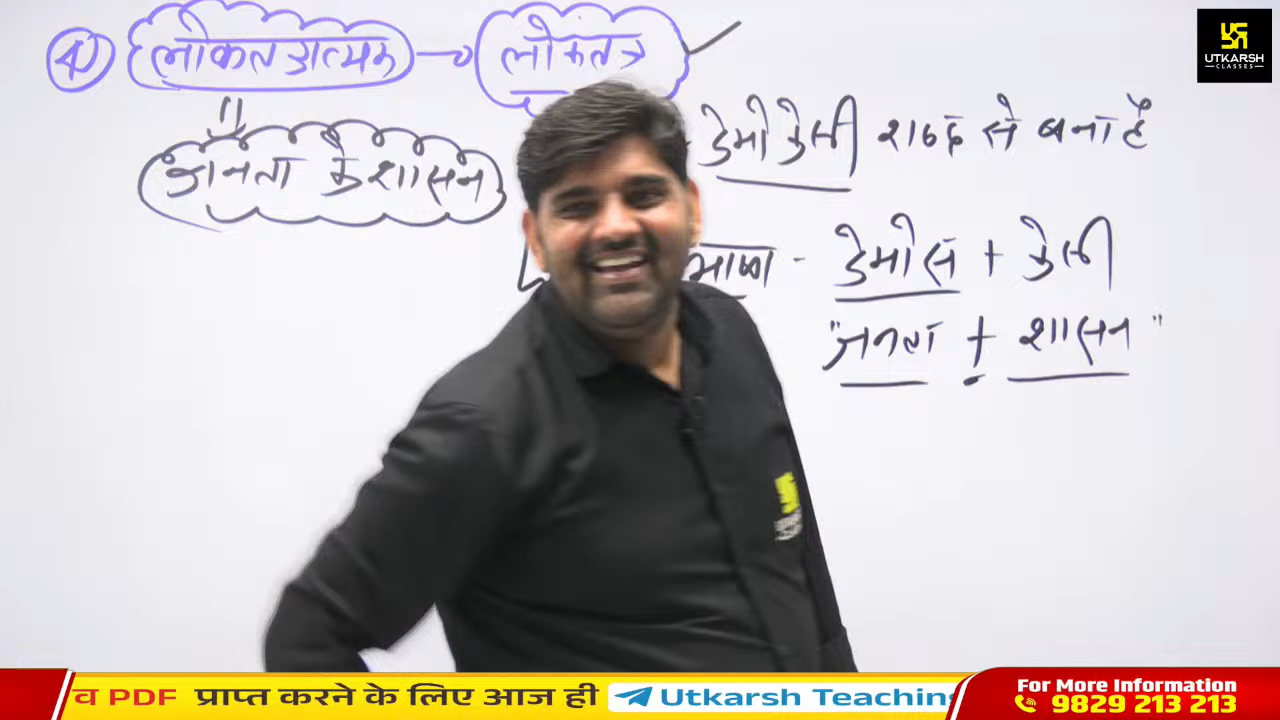 4 लोकतंत्रात्मक → लोकतंत्र
UTKARSH
CLASSES
डेमोक्रेसी शब्द से बना है
जनता के शासन
भाषा - डेमोस + क्रेसी
"जनता + शासन"
व PDF प्राप्त करने के लिए आज ही Utkarsh Teaching
For More Information
9829 213 213